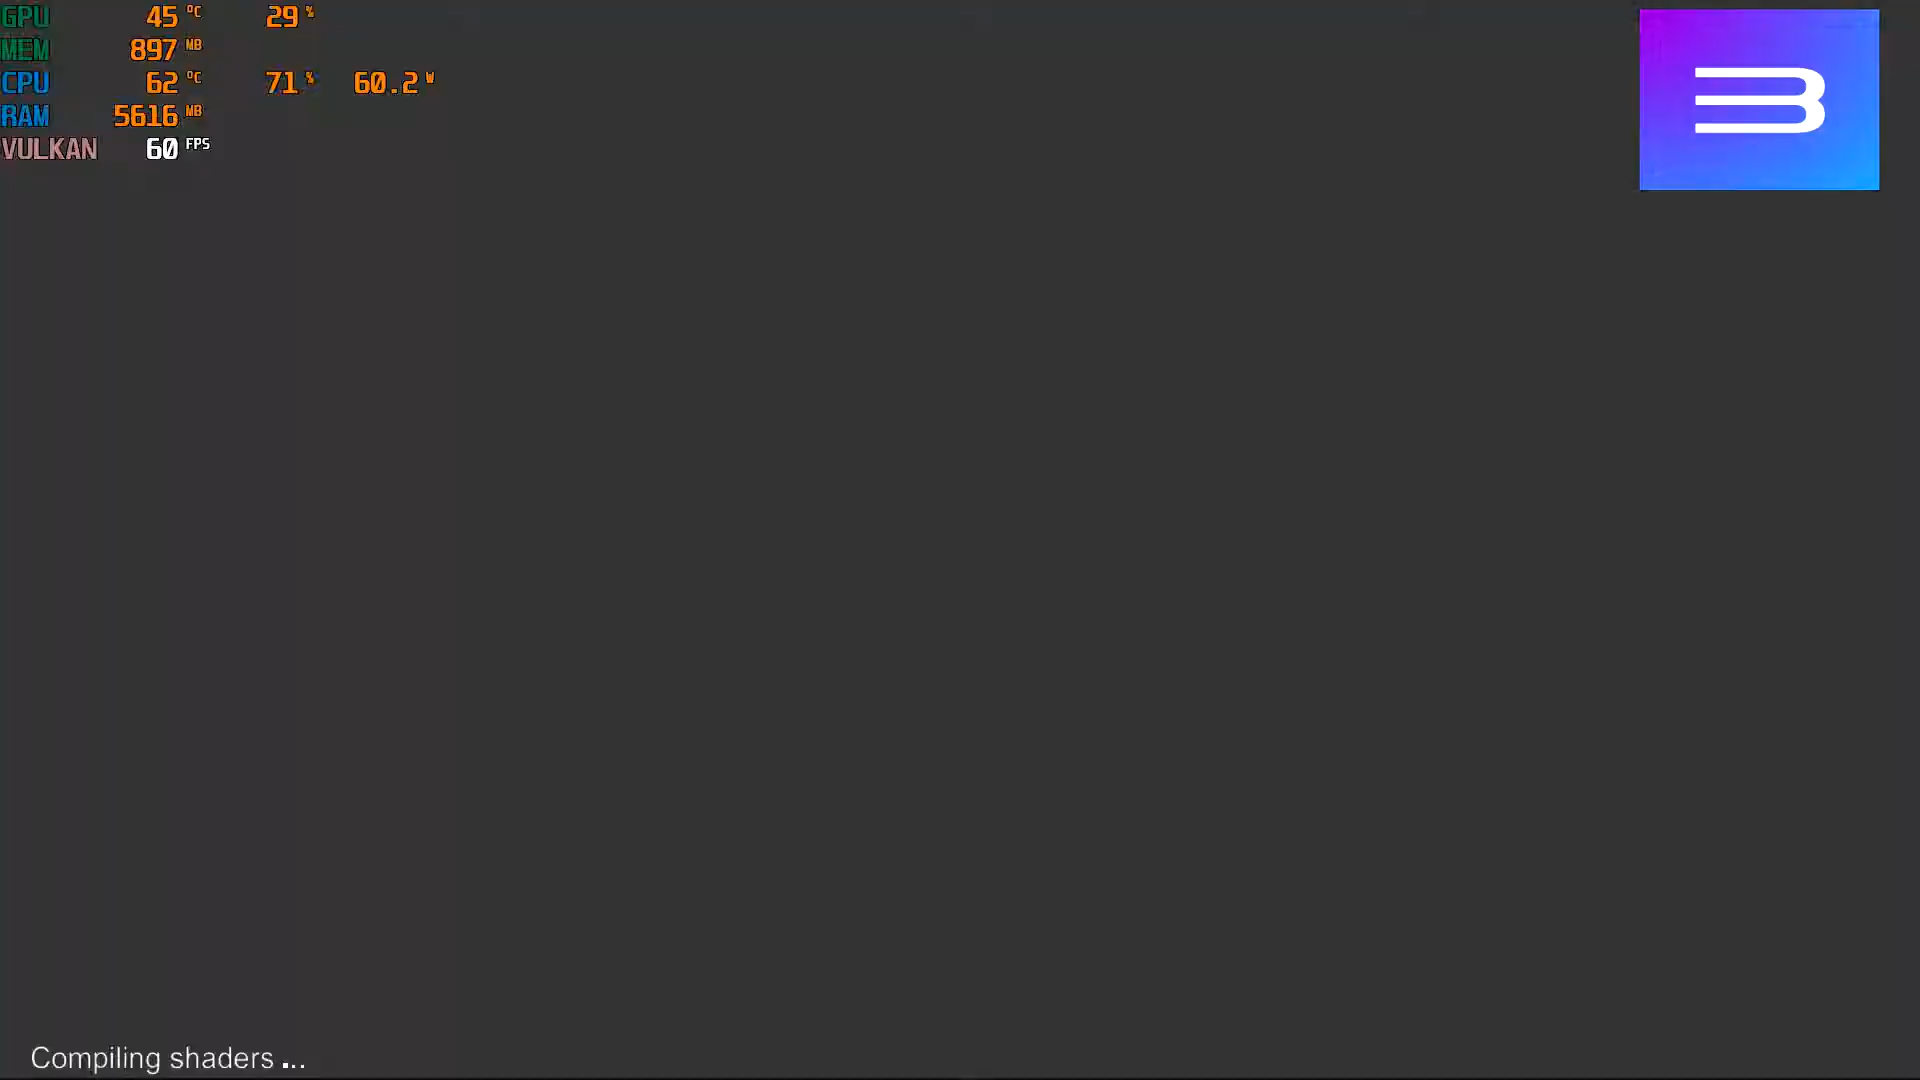 GPU 45 °C 29 %
MEM 897 MB
CPU 62 °C 71 % 60.2 W
RAM 5616 MB
VULKAN 60 FPS
Compiling shaders ...